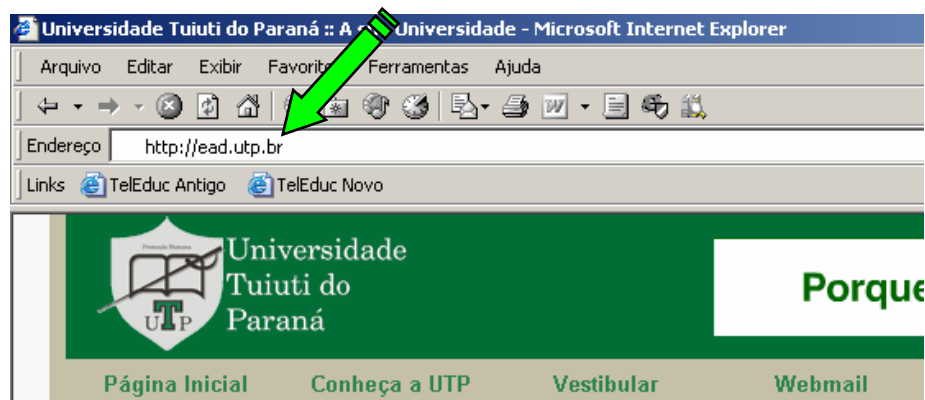 Universidade Tuiuti do Paraná :: A Universidade - Microsoft Internet Explorer
Arquivo Editar Exibir Favorito Ferramentas Ajuda
Endereço http://ead.utp.br
Links TelEduc Antigo TelEduc Novo
Universidade
Tuiuti do
Paraná
UTP
Porque
Página Inicial Conheça a UTP Vestibular Webmail